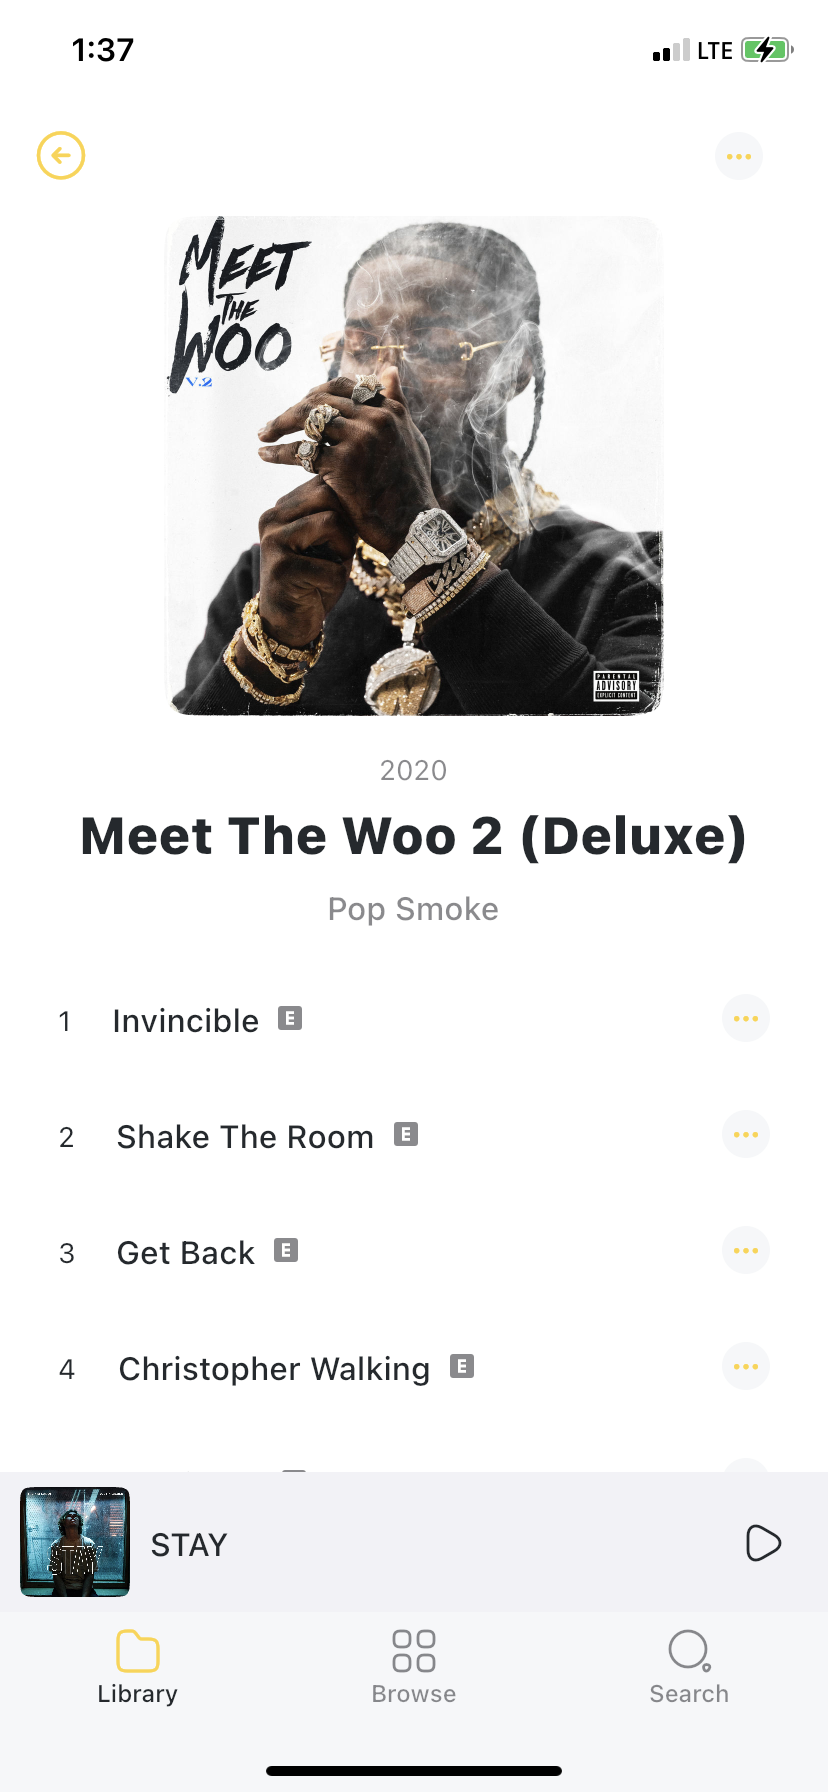 1:37
LTE
MEET
THE
WOO
V.2
PARENTAL
ADVISORY
EXPLICIT CONTENT
2020
Meet The Woo 2 (Deluxe)
Pop Smoke
1 Invincible E
2 Shake The Room E
3 Get Back E
4 Christopher Walking E
STAY
STAY
Library Browse Search